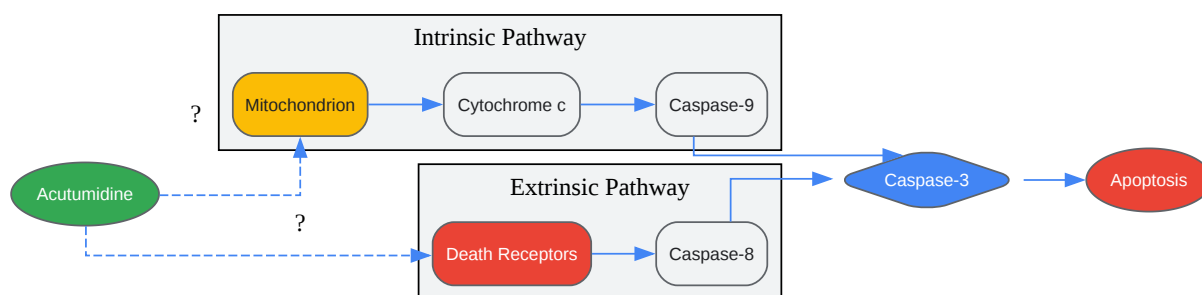 Intrinsic Pathway
Mitochondrion
Cytochrome c
Caspase-9
?
Acutumidine
?
Extrinsic Pathway
Death Receptors
Caspase-8
Caspase-3
Apoptosis